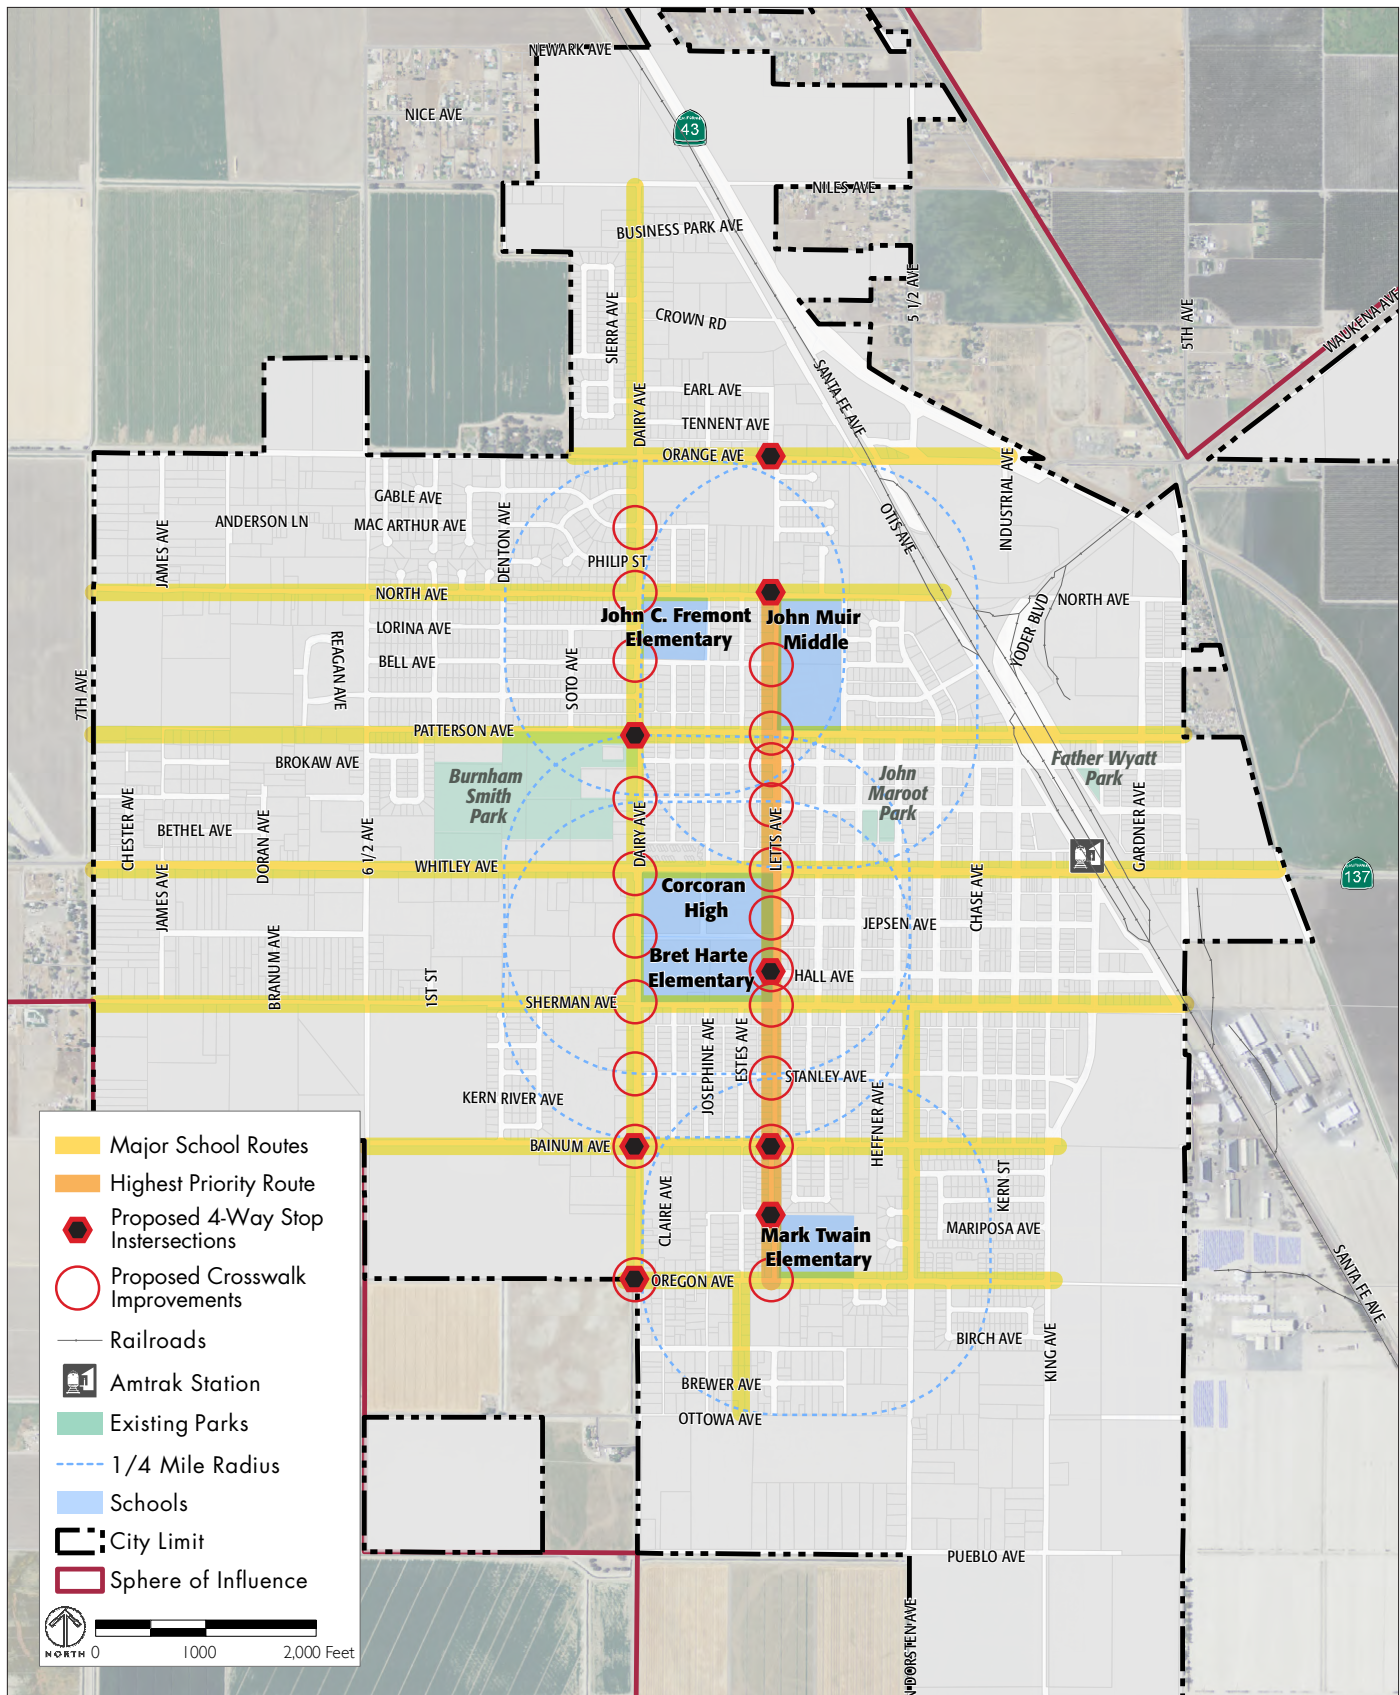 NEWARK AVE
NICE AVE
CALIFORNIA
43
NILES AVE
BUSINESS PARK AVE
5 1/2 AVE
SIERRA AVE
CROWN RD
5TH AVE
WAUKENA AVE
EARL AVE
SANTA FE AVE
DAIRY AVE
TENNENT AVE
ORANGE AVE
INDUSTRIAL AVE
GABLE AVE
ANDERSON LN
MAC ARTHUR AVE
DENTON AVE
OTIS AVE
JAMES AVE
PHILIP ST
NORTH AVE
NORTH AVE
John C. Fremont
Elementary
John Muir
Middle
YODER BLVD
LORINA AVE
REAGAN AVE
BELL AVE
SOTO AVE
7TH AVE
PATTERSON AVE
BROKAW AVE
Burnham
Smith
Park
John
Maroot
Park
Father Wyatt
Park
CHESTER AVE
BETHEL AVE
DORAN AVE
6 1/2 AVE
DAIRY AVE
LETTS AVE
GARDNER AVE
WHITLEY AVE
137
JAMES AVE
Corcoran
High
CHASE AVE
JEPSEN AVE
BRANUM AVE
Bret Harte
Elementary
HALL AVE
1ST ST
SHERMAN AVE
JOSEPHINE AVE
ESTES AVE
STANLEY AVE
KERN RIVER AVE
HEFFNER AVE
BAINUM AVE
KERN ST
CLAIRE AVE
MARIPOSA AVE
Mark Twain
Elementary
OREGON AVE
SANTA FE AVE
BIRCH AVE
KING AVE
BREWER AVE
OTTOWA AVE
PUEBLO AVE
DORSTEN AVE
Major School Routes
Highest Priority Route
Proposed 4-Way Stop
Instersections
Proposed Crosswalk
Improvements
Railroads
Amtrak Station
Existing Parks
1/4 Mile Radius
Schools
City Limit
Sphere of Influence
NORTH
0 1000 2,000 Feet